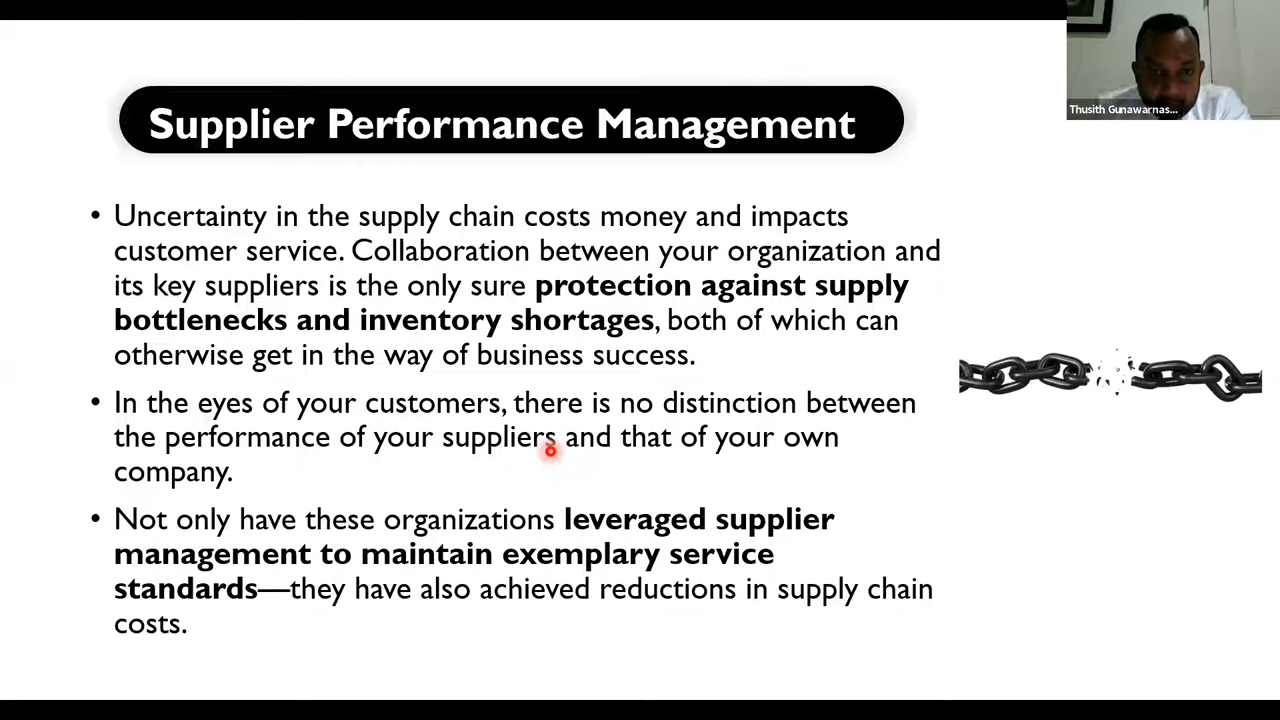 Thusith Gunawarnas...
Supplier Performance Management
• Uncertainty in the supply chain costs money and impacts
customer service. Collaboration between your organization and
its key suppliers is the only sure protection against supply
bottlenecks and inventory shortages, both of which can
otherwise get in the way of business success.
• In the eyes of your customers, there is no distinction between
the performance of your suppliers and that of your own
company.
• Not only have these organizations leveraged supplier
management to maintain exemplary service
standards—they have also achieved reductions in supply chain
costs.